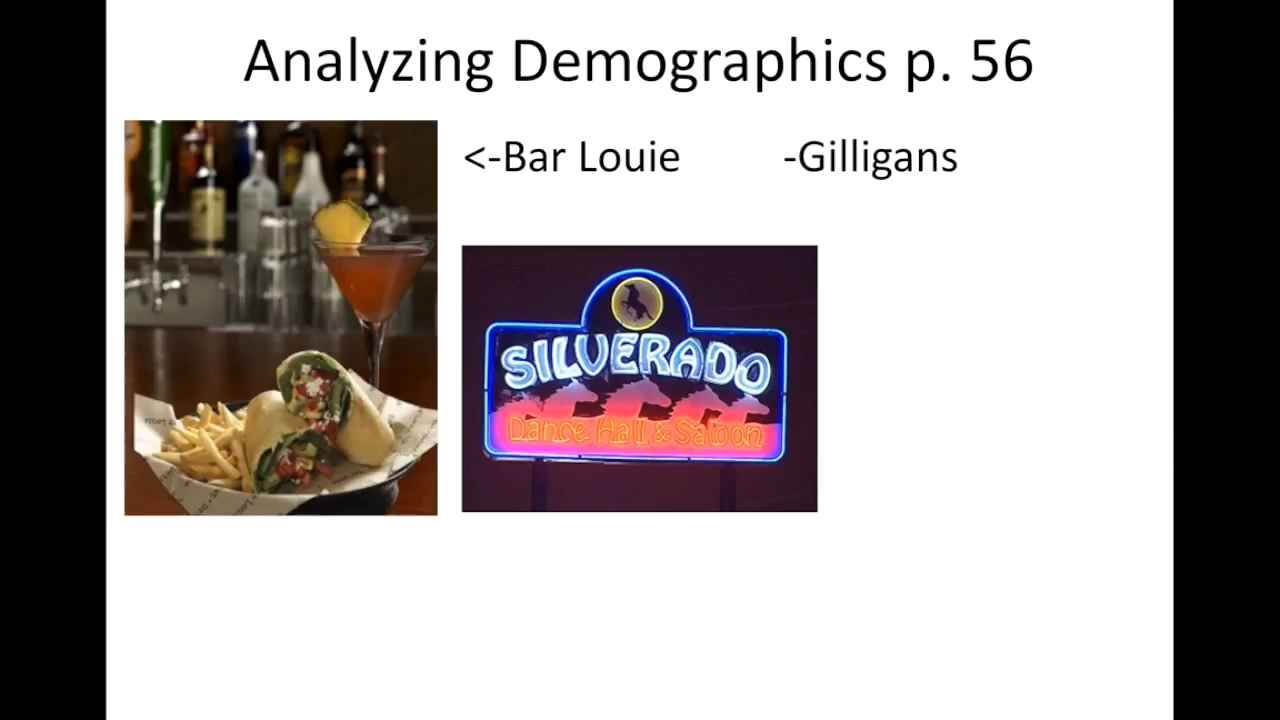 Analyzing Demographics p. 56
<-Bar Louie
-Gilligans
SILVERADO
Dance Hall & Saloon